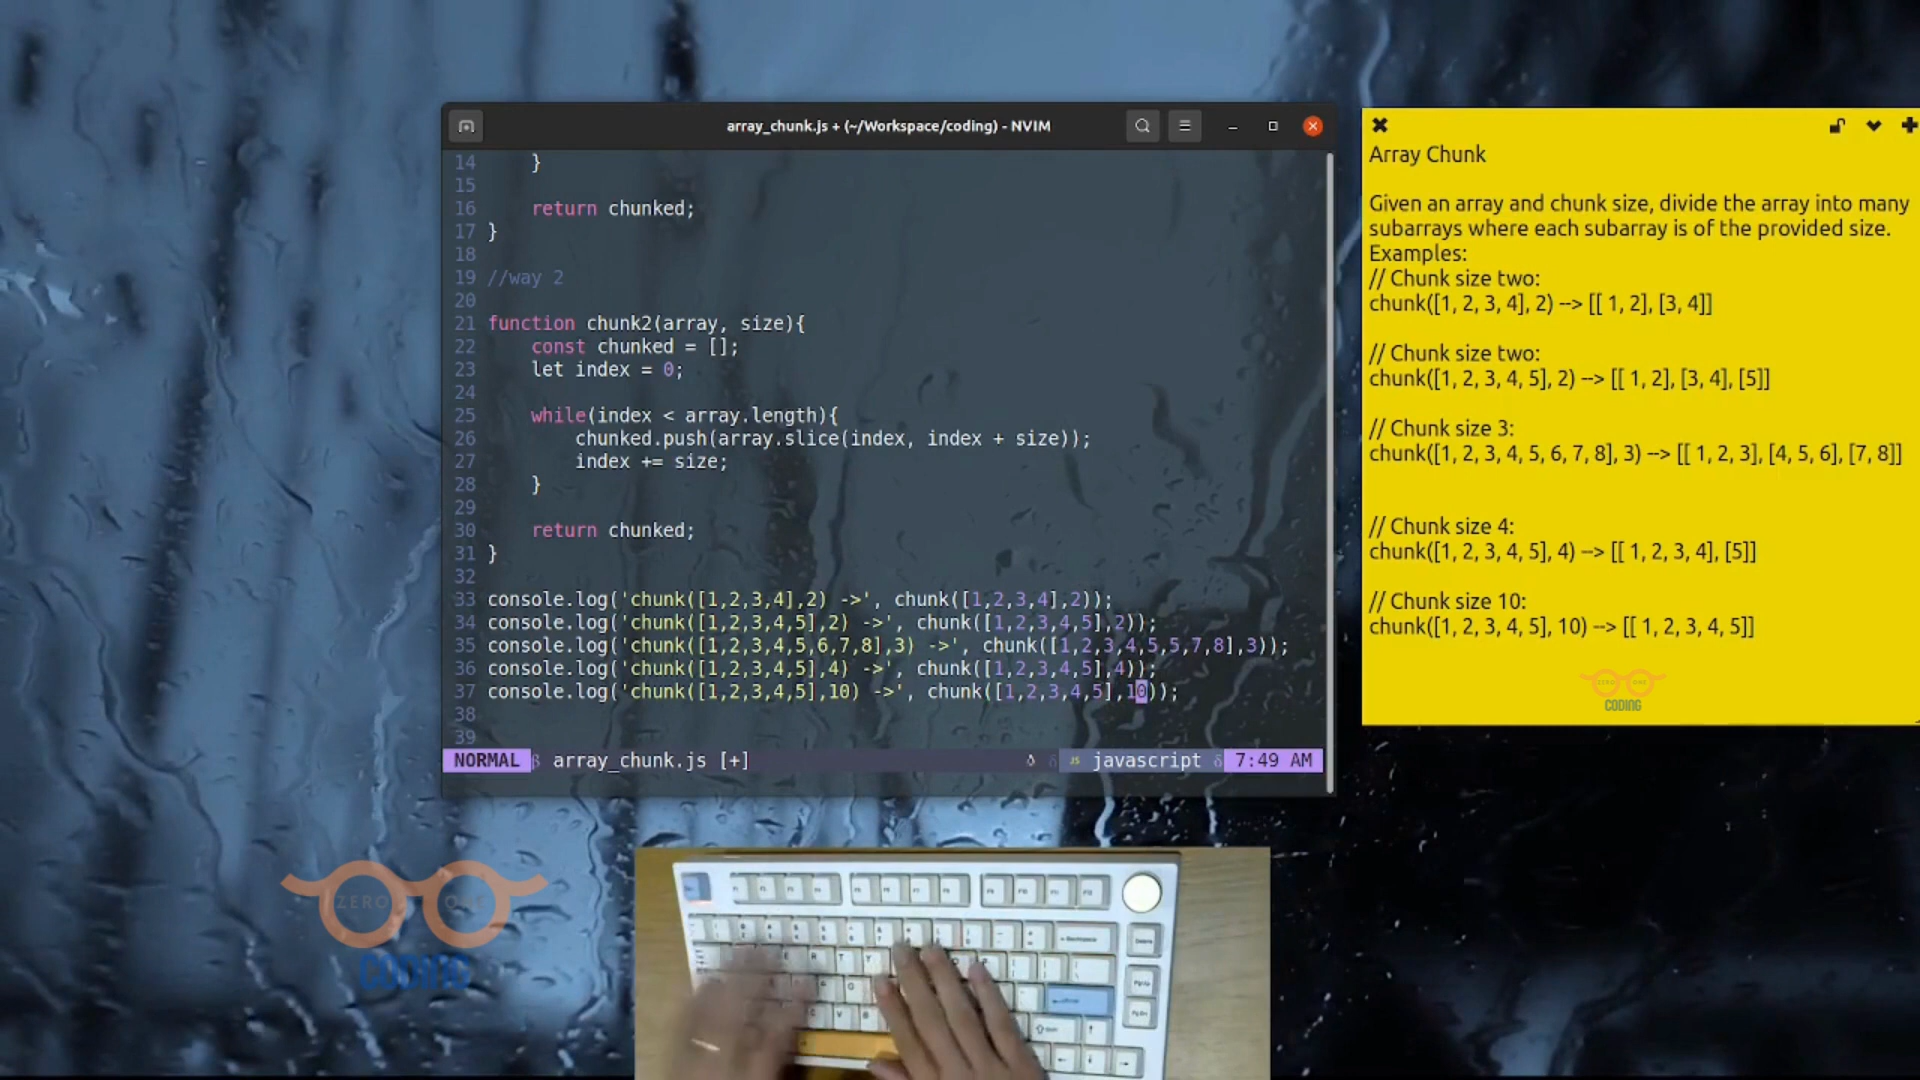 array_chunk.js + (~/Workspace/coding) - NVIM
14     }
15
16     return chunked;
17 }
18
19 //way 2
20
21 function chunk2(array, size){
22     const chunked = [];
23     let index = 0;
24
25     while(index < array.length){
26         chunked.push(array.slice(index, index + size));
27         index += size;
28     }
29
30     return chunked;
31 }
32
33 console.log('chunk([1,2,3,4],2) ->', chunk([1,2,3,4],2));
34 console.log('chunk([1,2,3,4,5],2) ->', chunk([1,2,3,4,5],2));
35 console.log('chunk([1,2,3,4,5,6,7,8],3) ->', chunk([1,2,3,4,5,5,7,8],3));
36 console.log('chunk([1,2,3,4,5],4) ->', chunk([1,2,3,4,5],4));
37 console.log('chunk([1,2,3,4,5],10) ->', chunk([1,2,3,4,5],10));
38
39
NORMAL array_chunk.js [+] JS javascript 7:49 AM
Array Chunk
Given an array and chunk size, divide the array into many
subarrays where each subarray is of the provided size.
Examples:
// Chunk size two:
chunk([1, 2, 3, 4], 2) --> [[ 1, 2], [3, 4]]
// Chunk size two:
chunk([1, 2, 3, 4, 5], 2) --> [[ 1, 2], [3, 4], [5]]
// Chunk size 3:
chunk([1, 2, 3, 4, 5, 6, 7, 8], 3) --> [[ 1, 2, 3], [4, 5, 6], [7, 8]]
// Chunk size 4:
chunk([1, 2, 3, 4, 5], 4) --> [[ 1, 2, 3, 4], [5]]
// Chunk size 10:
chunk([1, 2, 3, 4, 5], 10) --> [[ 1, 2, 3, 4, 5]]
ZERO ONE
CODING
ZERO ONE
CODING